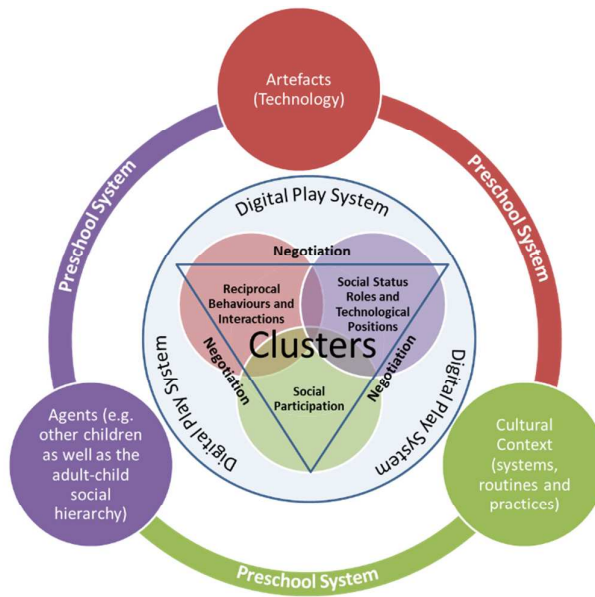 Artefacts
(Technology)
Preschool System
Preschool System
Digital Play System
Negotiation
Reciprocal
Behaviours and
Interactions
Social Status
Roles and
Technological
Positions
Clusters
Negotiation
Negotiation
Social
Participation
Digital Play System
Digital Play System
Agents (e.g.
other children
as well as the
adult-child
social
hierarchy)
Cultural
Context
(systems,
routines and
practices)
Preschool System